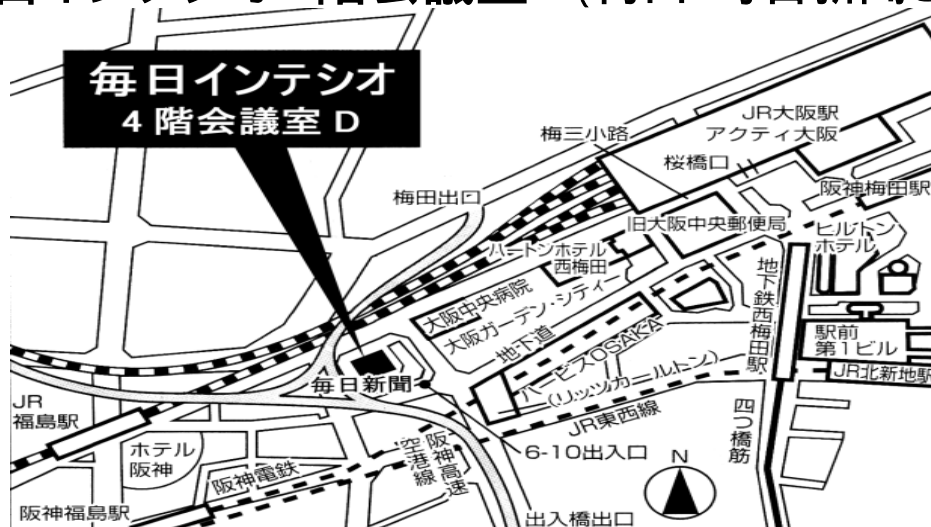 毎日インテシオ
4階会議室D
JR大阪駅
アクティ大阪
梅三小路
桜橋口
梅田出口
阪神梅田駅
旧大阪中央郵便局
ヒルトン
ホテル
ハートンホテル
西梅田
地下鉄西梅田駅
大阪中央病院
大阪ガーデン・シティー
地下道
ハービスOSAKA
(リッツカールトン)
駅前
第1ビル
JR北新地駅
毎日新聞
JR
福島駅
JR東西線
四つ橋筋
ホテル
阪神
6-10出入口
阪神高速
空港線
阪神電鉄
N
阪神福島駅
出入橋出口